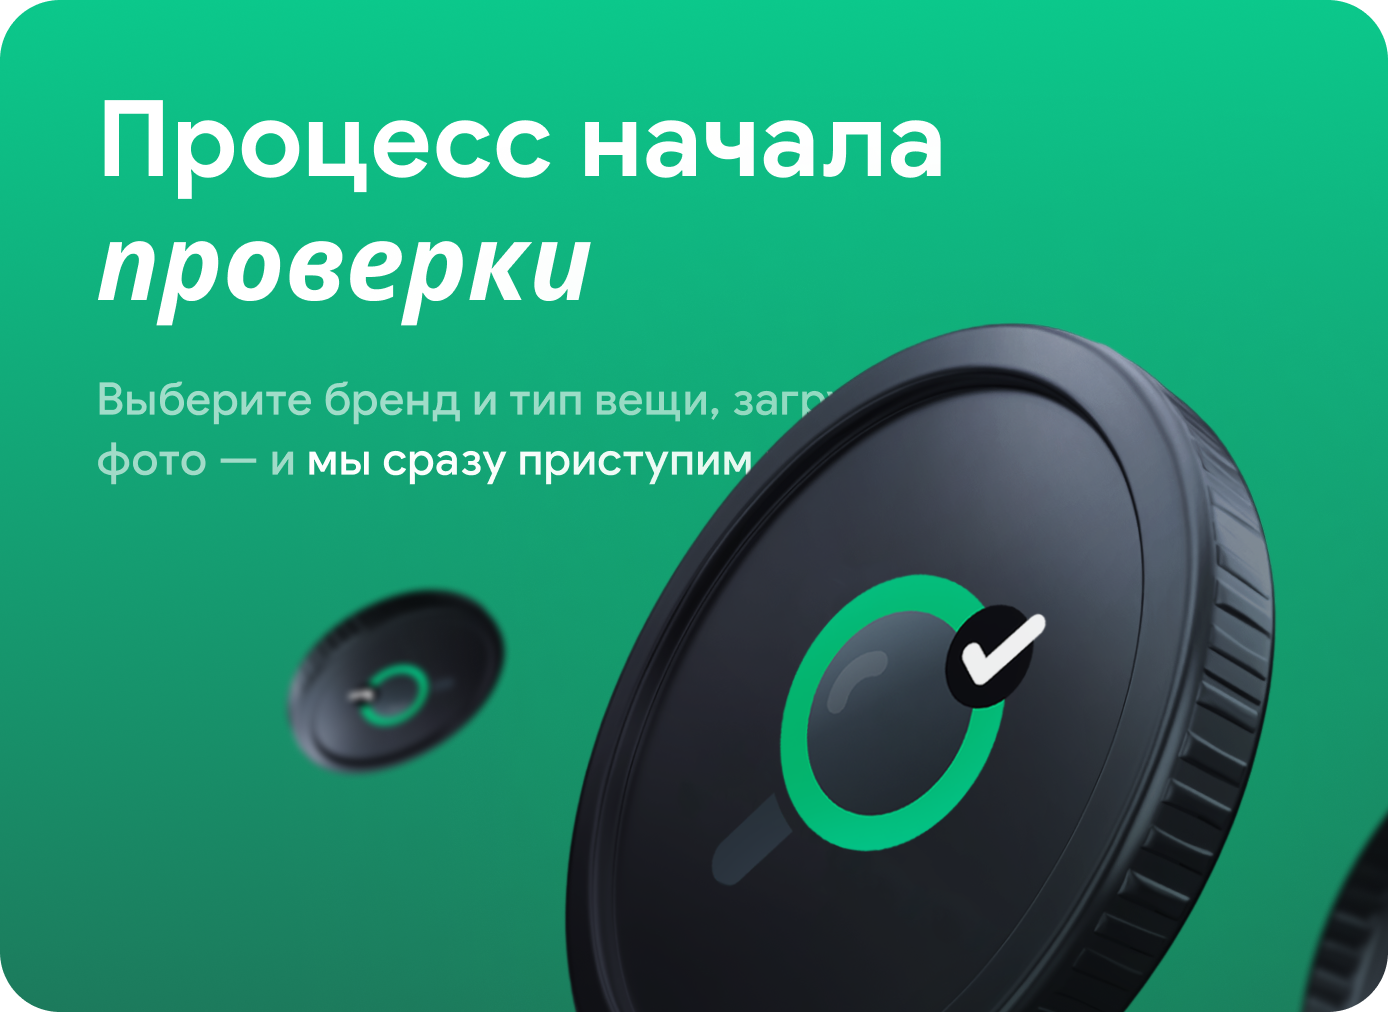 Процесс начала
проверки
Выберите бренд и тип вещи,
фото — и мы сразу приступим